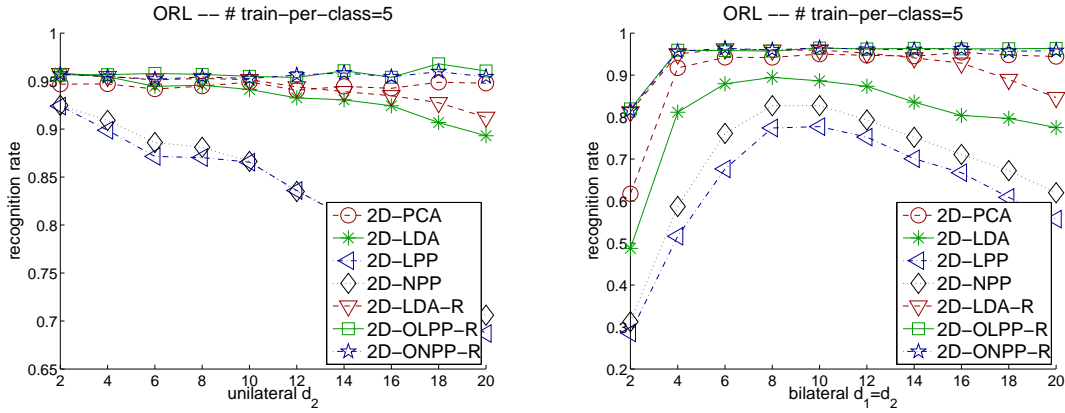 ORL −− # train−per−class=5
1
0.95
0.9
0.85
0.8
0.75
0.7
0.65
recognition rate
2D−PCA
2D−LDA
2D−LPP
2D−NPP
2D−LDA−R
2D−OLPP−R
2D−ONPP−R
2 4 6 8 10 12 14 16 18 20
unilateral d2
ORL −− # train−per−class=5
1
0.9
0.8
0.7
0.6
0.5
0.4
0.3
0.2
recognition rate
2D−PCA
2D−LDA
2D−LPP
2D−NPP
2D−LDA−R
2D−OLPP−R
2D−ONPP−R
2 4 6 8 10 12 14 16 18 20
bilateral d1=d2